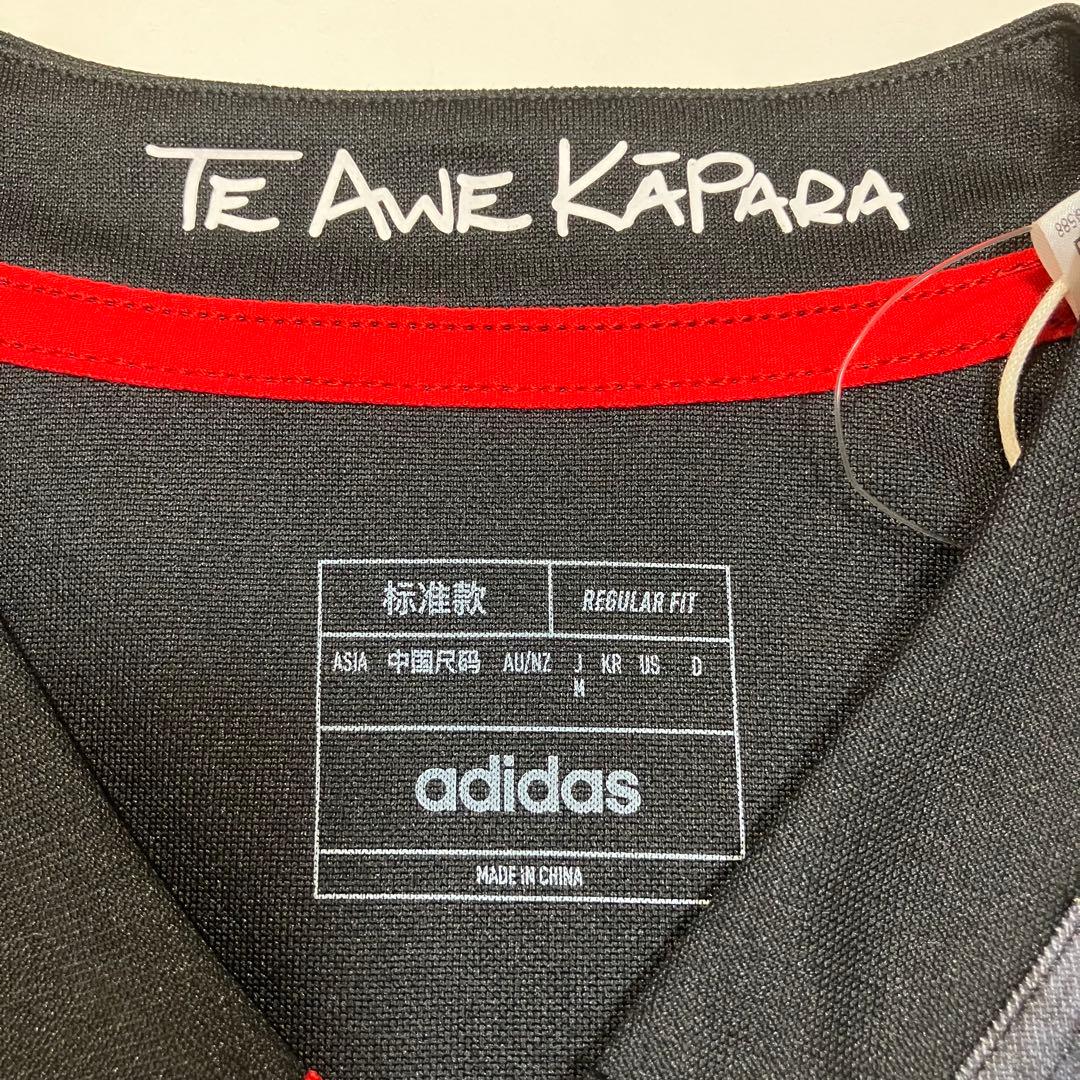 TE AWE KĀPARA
标准款 REGULAR FIT
ASIA 中国尺码 AU/NZ J KR US D
M
adidas
MADE IN CHINA